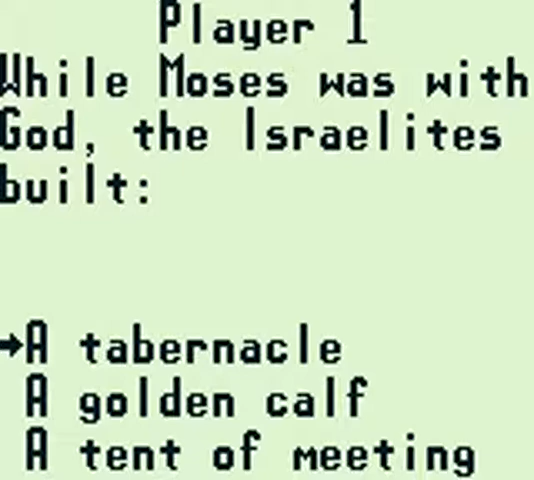 Player 1
While Moses was with
God, the Israelites
built:
→A tabernacle
A golden calf
A tent of meeting